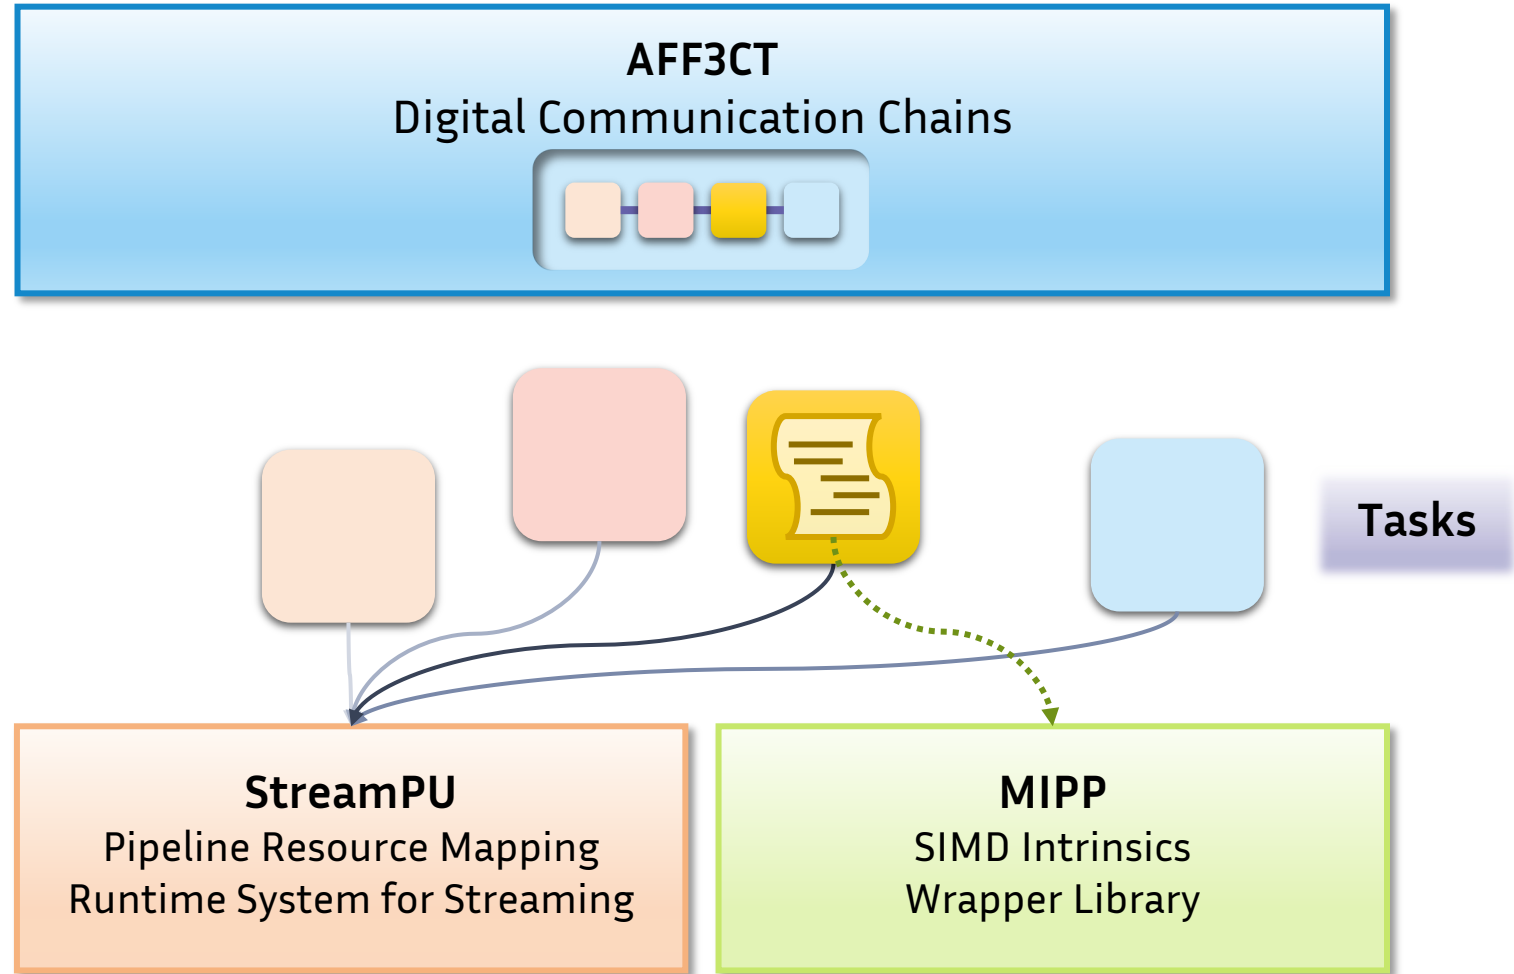 AFF3CT
Digital Communication Chains
Tasks
StreamPU
Pipeline Resource Mapping
Runtime System for Streaming
MIPP
SIMD Intrinsics
Wrapper Library